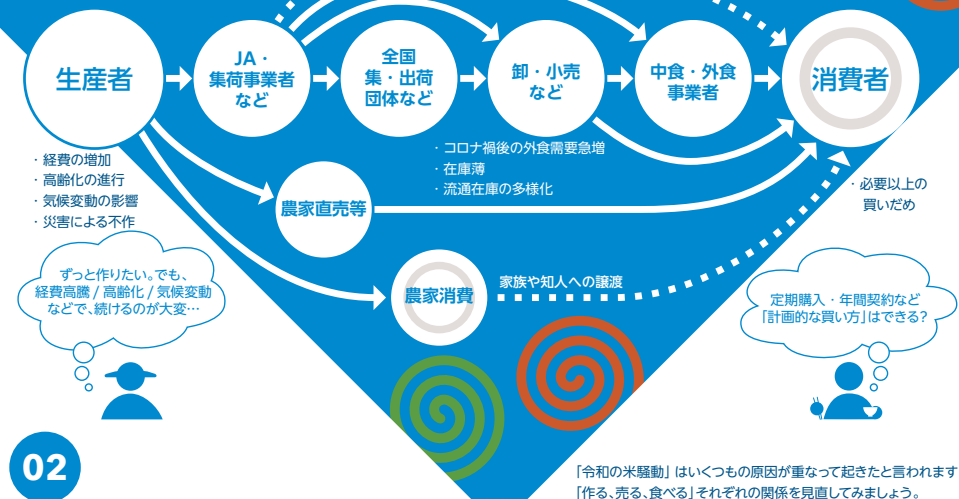 生産者
JA・
集荷事業者
など
全国
集・出荷
団体など
卸・小売
など
中食・外食
事業者
消費者
・経費の増加
・高齢化の進行
・気候変動の影響
・災害による不作
・コロナ禍後の外食需要急増
・在庫薄
・流通在庫の多様化
・必要以上の
買いだめ
農家直売等
農家消費
家族や知人への譲渡
ずっと作りたい。でも、
経費高騰 / 高齢化 / 気候変動
などで、続けるのが大変…
定期購入・年間契約など
「計画的な買い方」はできる?
02
「令和の米騒動」はいくつもの原因が重なって起きたと言われます
「作る、売る、食べる」それぞれの関係を見直してみましょう。